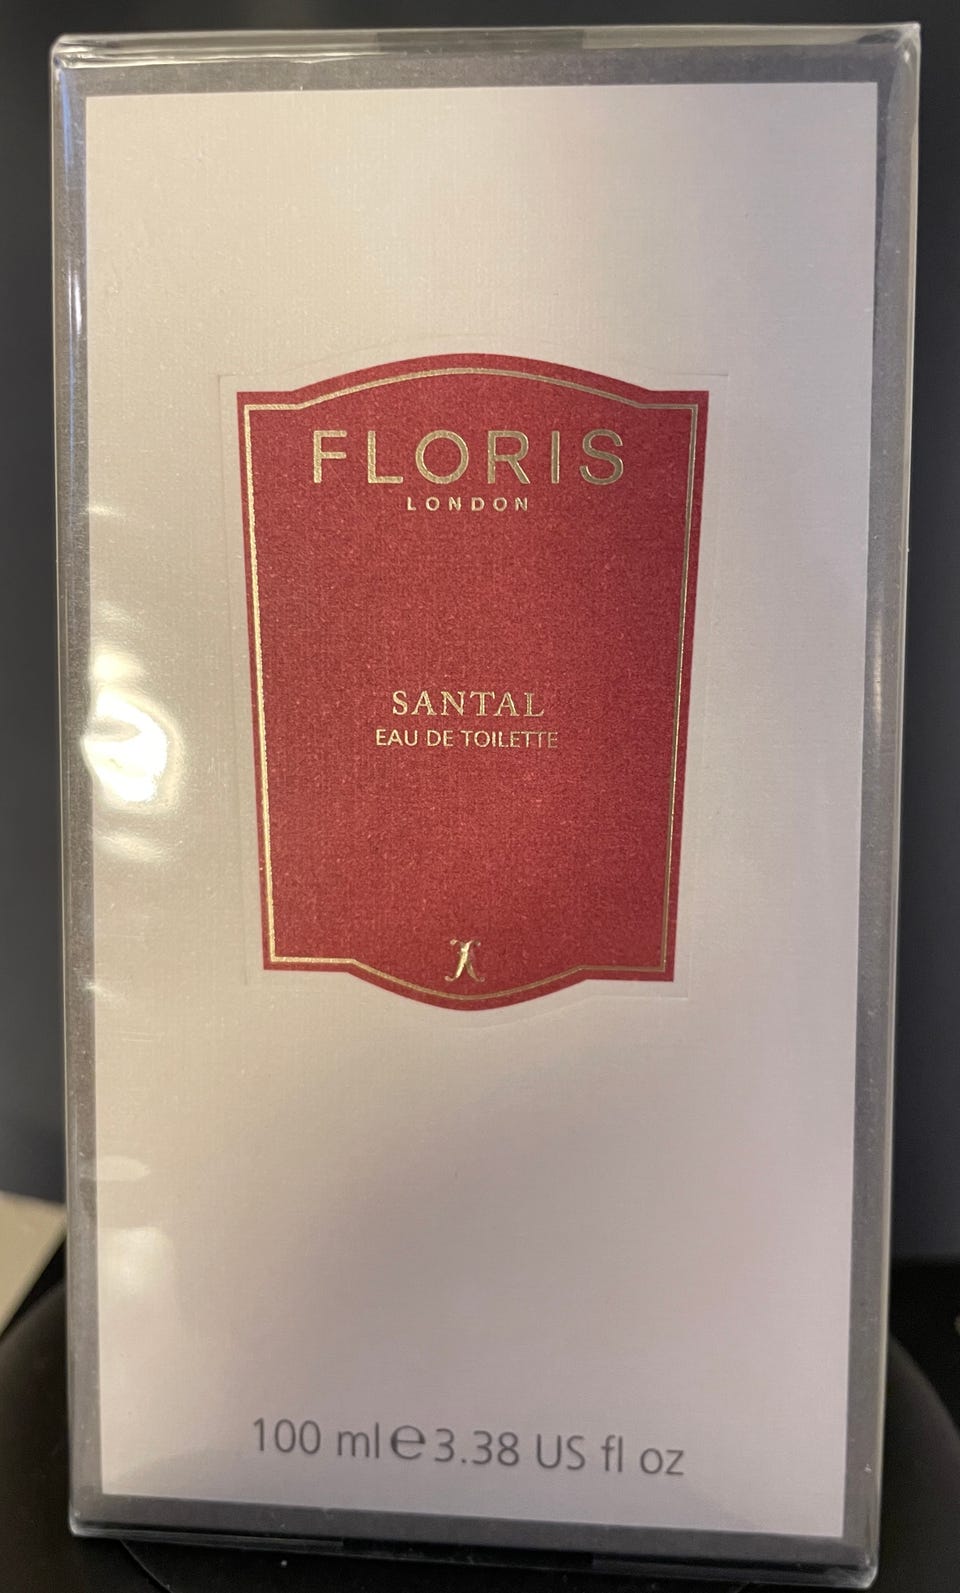 FLORIS
LONDON
SANTAL
EAU DE TOILETTE
100 ml ℮ 3.38 US fl oz